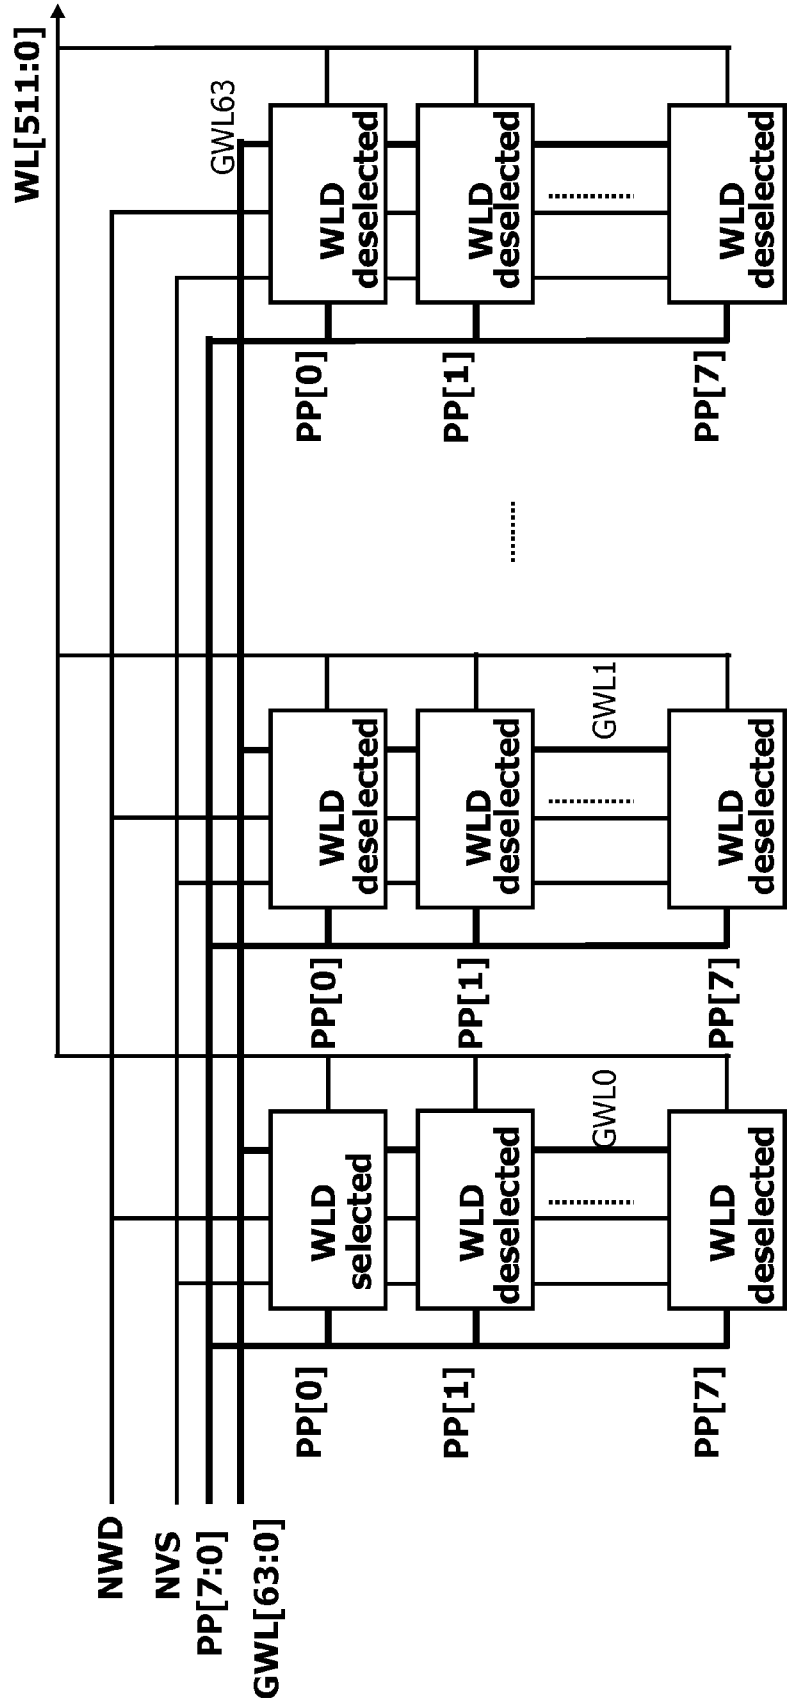 WL[511:0]
NWD
NVS
PP[7:0]
GWL63
GWL[63:0]
PP[0]
WLD
selected
PP[0]
WLD
deselected
PP[0]
WLD
deselected
PP[1]
WLD
deselected
PP[1]
WLD
deselected
PP[1]
WLD
deselected
GWL0
GWL1
PP[7]
WLD
deselected
PP[7]
WLD
deselected
PP[7]
WLD
deselected